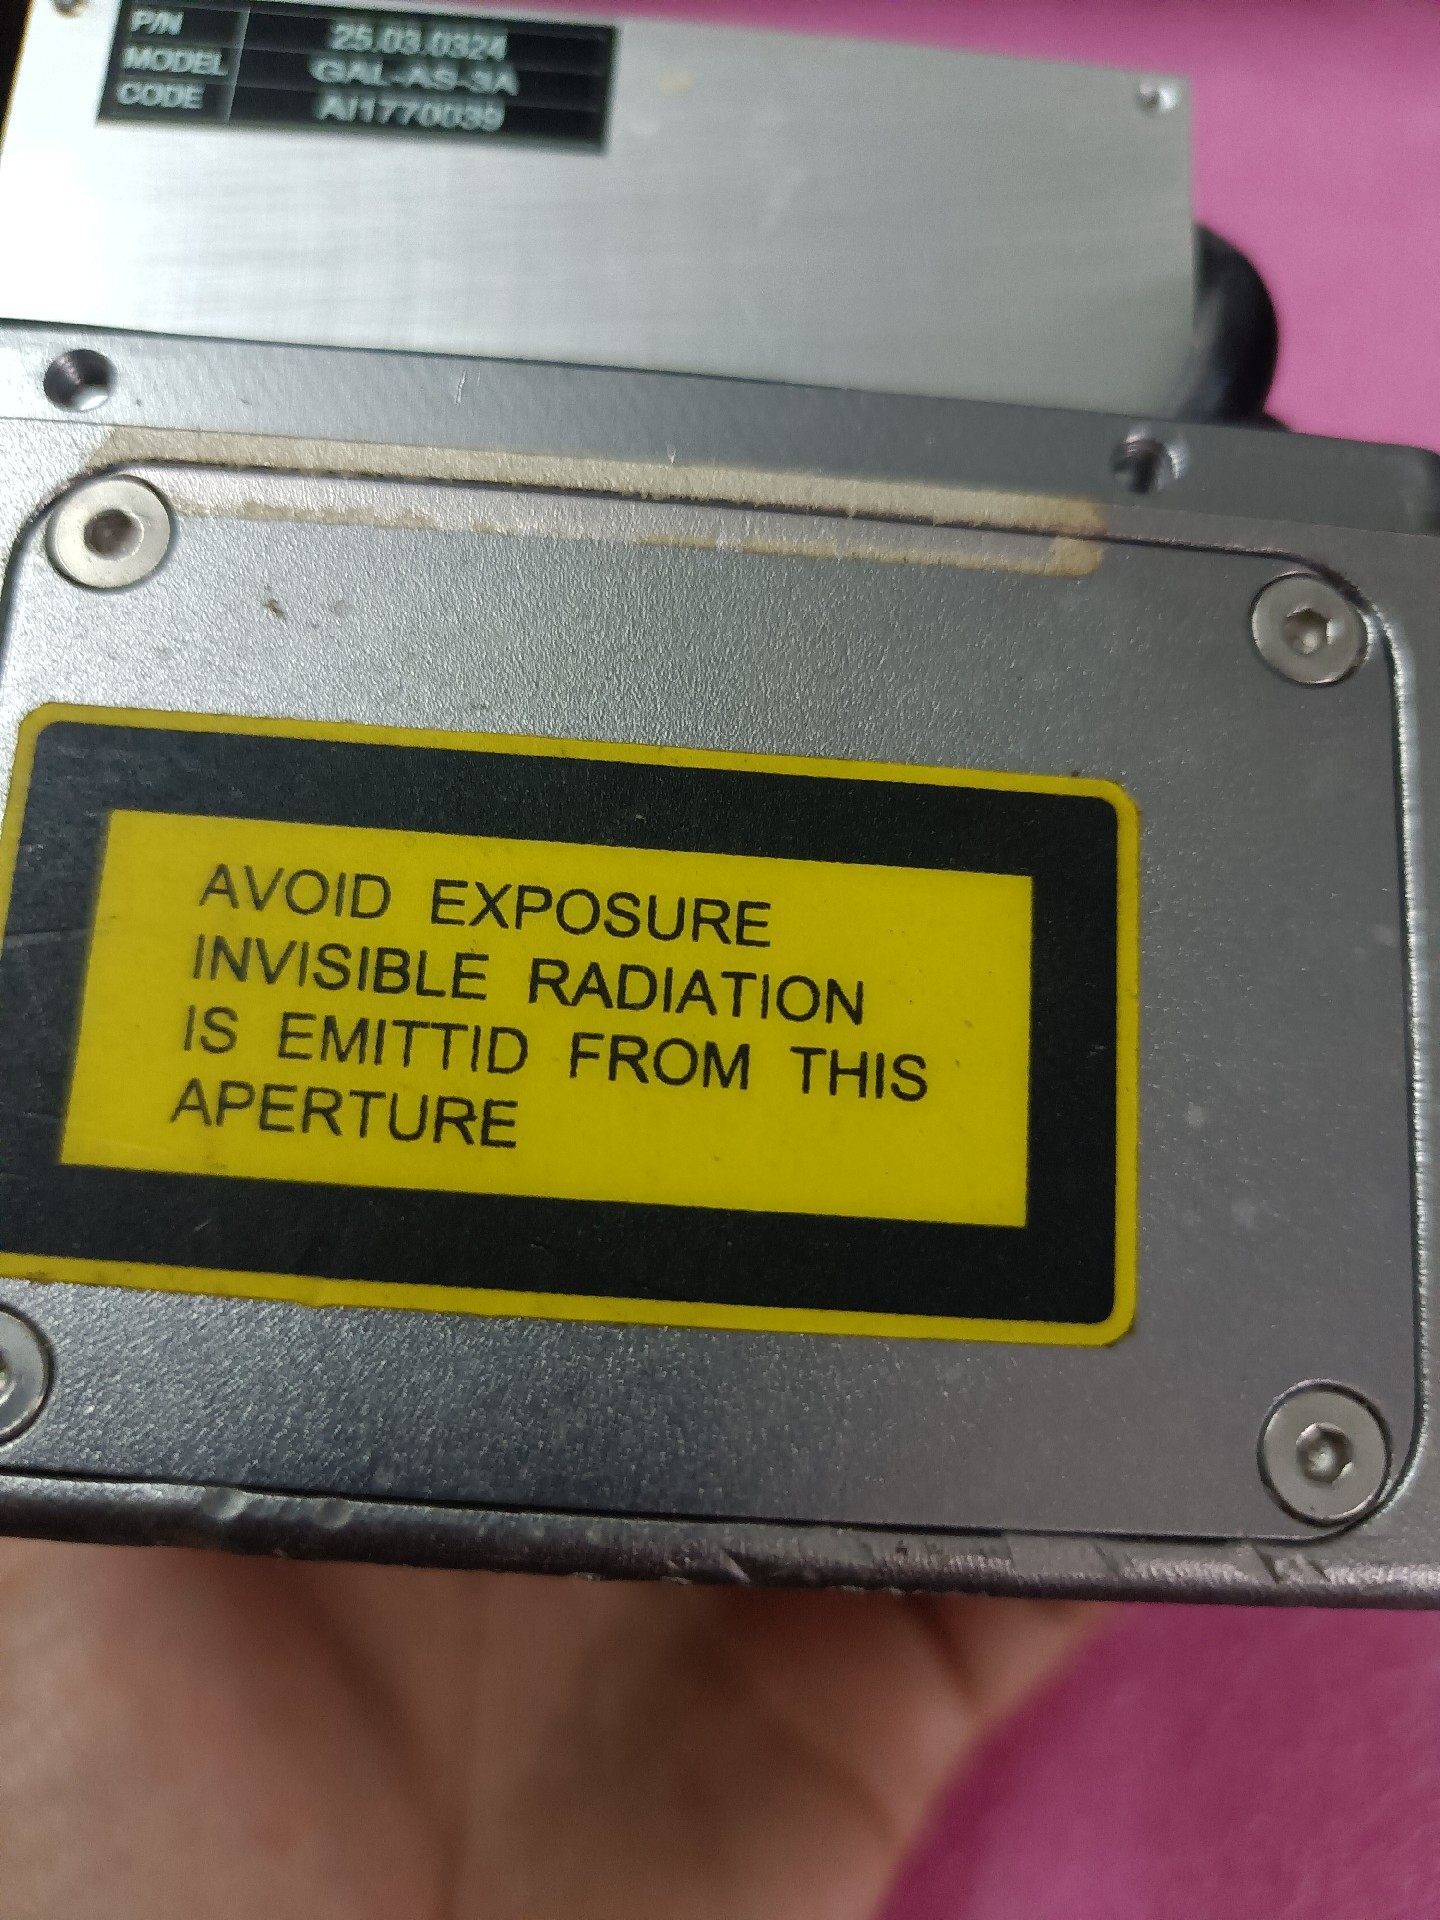 P/N 25.03.0324
MODEL GAL-AS-3A
CODE AI1770039
AVOID EXPOSURE
INVISIBLE RADIATION
IS EMITTID FROM THIS
APERTURE